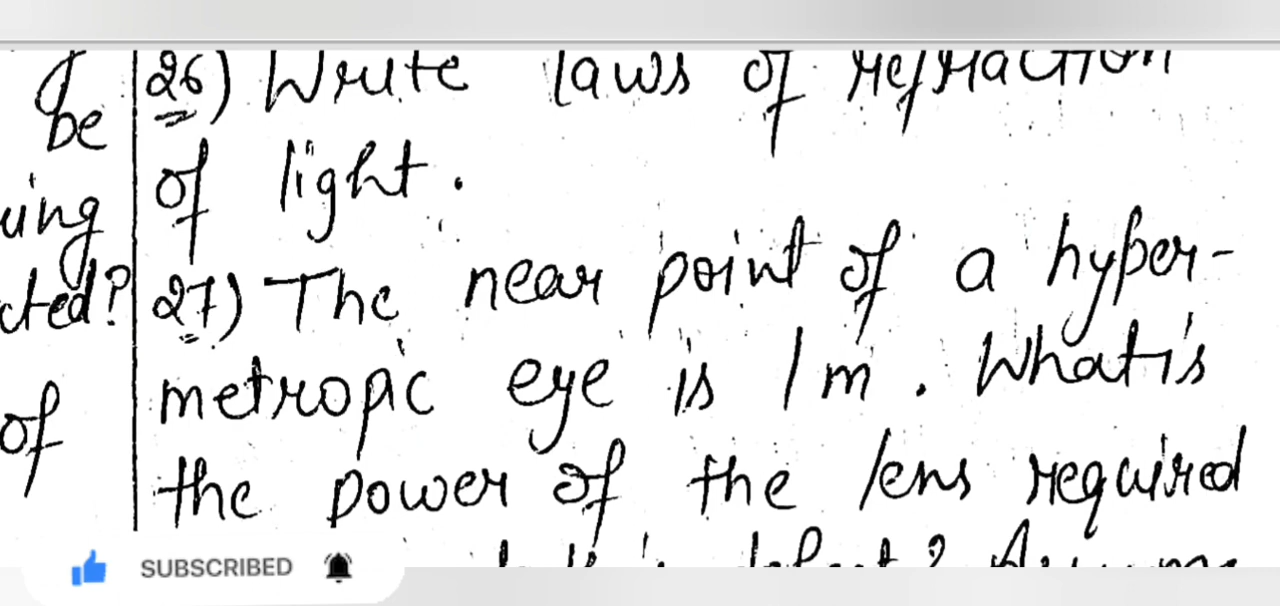 g
be
ing
cted?
of
26) Write laws of refraction
of light.
27) The near point of a hyper-
metropic eye is 1m. What is
the power of the lens required
SUBSCRIBED